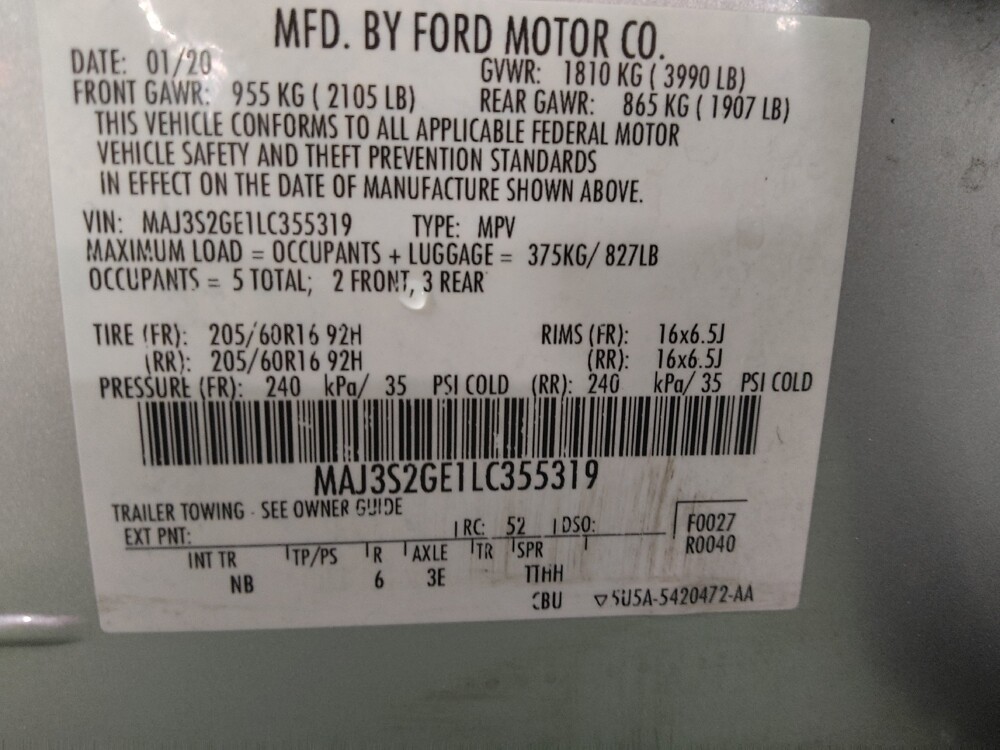 MFD. BY FORD MOTOR CO.
DATE: 01/20 GVWR: 1810 KG ( 3990 LB)
FRONT GAWR: 955 KG ( 2105 LB) REAR GAWR: 865 KG ( 1907 LB)
THIS VEHICLE CONFORMS TO ALL APPLICABLE FEDERAL MOTOR
VEHICLE SAFETY AND THEFT PREVENTION STANDARDS
IN EFFECT ON THE DATE OF MANUFACTURE SHOWN ABOVE.
VIN: MAJ3S2GE1LC355319 TYPE: MPV
MAXIMUM LOAD = OCCUPANTS + LUGGAGE = 375KG/ 827LB
OCCUPANTS = 5 TOTAL; 2 FRONT, 3 REAR
TIRE (FR): 205/60R16 92H RIMS (FR): 16x6.5J
(RR): 205/60R16 92H (RR): 16x6.5J
PRESSURE (FR): 240 kPa/ 35 PSI COLD (RR): 240 kPa/ 35 PSI COLD
MAJ3S2GE1LC355319
TRAILER TOWING - SEE OWNER GUIDE
EXT PNT: RC: 52 DSO: F0027
R0040
INT TR TP/PS R AXLE TR SPR
NB 6 3E TTHH
CBU 5U5A-5420472-AA